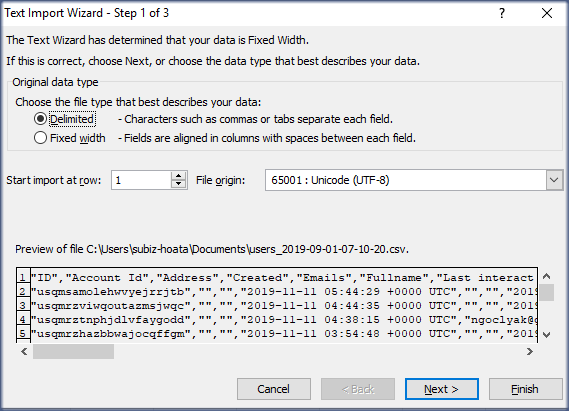 Text Import Wizard - Step 1 of 3
The Text Wizard has determined that your data is Fixed Width.
If this is correct, choose Next, or choose the data type that best describes your data.
Original data type
Choose the file type that best describes your data:
Delimited - Characters such as commas or tabs separate each field.
Fixed width - Fields are aligned in columns with spaces between each field.
Start import at row: 1 File origin: 65001 : Unicode (UTF-8)
Preview of file C:\Users\subiz-hoata\Documents\users_2019-09-01-07-10-20.csv.
1 "ID","Account Id","Address","Created","Emails","Fullname","Last interact
2 "usqmsamolehwvyejrrjtb","","","2019-11-11 05:44:29 +0000 UTC","","","2019
3 "usqmrzviwqoutazmsjwqc","","","2019-11-11 04:44:35 +0000 UTC","","","2019
4 "usqmrztnphjdlvfaygodd","","","2019-11-11 04:38:15 +0000 UTC","ngoclyak@g
5 "usqmrzhazbbwajocqffgm","","","2019-11-11 03:54:48 +0000 UTC","","","2019
Cancel < Back Next > Finish